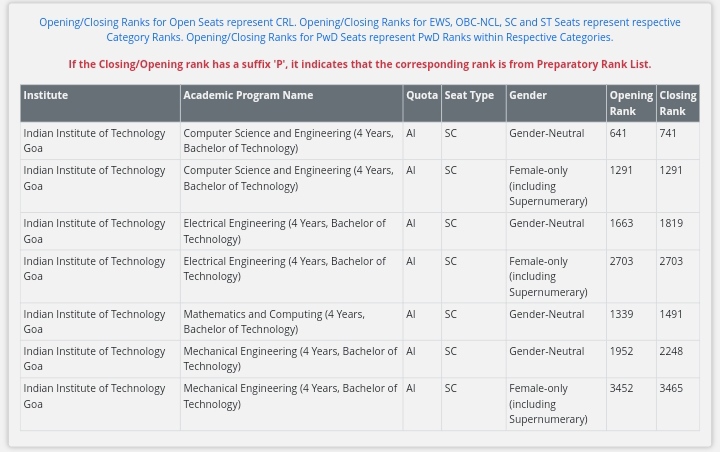 Opening/Closing Ranks for Open Seats represent CRL. Opening/Closing Ranks for EWS, OBC-NCL, SC and ST Seats represent respective
Category Ranks. Opening/Closing Ranks for PwD Seats represent PwD Ranks within Respective Categories.
If the Closing/Opening rank has a suffix 'P', it indicates that the corresponding rank is from Preparatory Rank List.
Institute Academic Program Name Quota Seat Type Gender Opening Closing
Rank Rank
Indian Institute of Technology Computer Science and Engineering (4 Years, AI SC Gender-Neutral 641 741
Goa Bachelor of Technology)
Indian Institute of Technology Computer Science and Engineering (4 Years, AI SC Female-only 1291 1291
Goa Bachelor of Technology) (including
Supernumerary)
Indian Institute of Technology Electrical Engineering (4 Years, Bachelor of AI SC Gender-Neutral 1663 1819
Goa Technology)
Indian Institute of Technology Electrical Engineering (4 Years, Bachelor of AI SC Female-only 2703 2703
Goa Technology) (including
Supernumerary)
Indian Institute of Technology Mathematics and Computing (4 Years, AI SC Gender-Neutral 1339 1491
Goa Bachelor of Technology)
Indian Institute of Technology Mechanical Engineering (4 Years, Bachelor of AI SC Gender-Neutral 1952 2248
Goa Technology)
Indian Institute of Technology Mechanical Engineering (4 Years, Bachelor of AI SC Female-only 3452 3465
Goa Technology) (including
Supernumerary)